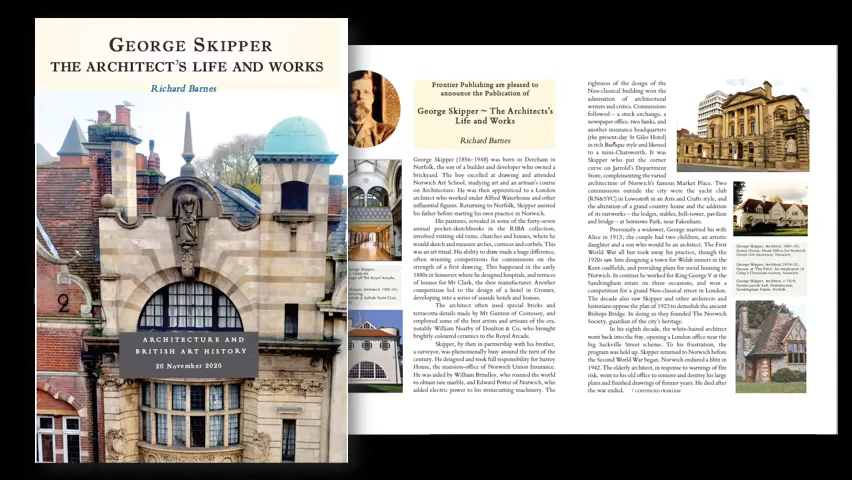 GEORGE SKIPPER
THE ARCHITECT'S LIFE AND WORKS
Richard Barnes
ARCHITECTURE AND
BRITISH ART HISTORY
20 November 2020
Frontier Publishing are pleased to
announce the Publication of
George Skipper ~ The Architect's
Life and Works
Richard Barnes
George Skipper (1856–1948) was born in Dereham in
Norfolk, the son of a builder and developer who owned a
brickyard. The boy excelled at drawing and attended
Norwich Art School, studying art and an artisan's course
on Architecture. He was then apprenticed to a London
architect who worked under Alfred Waterhouse and other
influential figures. Returning to Norfolk, Skipper assisted
his father before starting his own practice in Norwich.
His pastimes, revealed in some of the forty-seven
annual pocket-sketchbooks in the RIBA collection,
involved visiting old ruins, churches and houses, where he
would sketch and measure arches, cornices and corbels. This
was an art ritual. His ability to draw made a huge difference,
often winning competitions for commissions on the
strength of a first drawing. This happened in the early
1880s in Somerset where he designed hospitals, and terraces
of houses for Mr Clark, the shoe manufacturer. Another
competition led to the design of a hotel in Cromer,
developing into a series of seaside hotels and houses.
The architect often used special bricks and
terracotta details made by Mr Gunton of Costessey, and
employed some of the best artists and artisans of the era,
notably William Neatby of Doulton & Co, who brought
brightly coloured ceramics to the Royal Arcade.
Skipper, by then in partnership with his brother,
a surveyor, was phenomenally busy around the turn of the
century. He designed and took full responsibility for Surrey
House, the mansion-office of Norwich Union Insurance.
He was aided by William Brindley, who roamed the world
to obtain rare marble, and Edward Potter of Norwich, who
added electric power to his stonecutting machinery. The
rightness of the design of the
Neo-classical building won the
admiration of architectural
writers and critics. Commissions
followed – a stock exchange, a
newspaper office, two banks, and
another insurance headquarters
(the present-day St Giles Hotel)
in rich Baroque style and likened
to a mini-Chatsworth. It was
Skipper who put the corner
cupola on Jarrold's Department
Store, complementing the varied
architecture of Norwich's famous Market Place. Two
commissions outside the city were the yacht club
(RN&SYC) in Lowestoft in an Arts and Crafts style, and
the alteration of a grand country house and the addition
of its outworks – the lodges, stables, bell-tower, pavilion
and bridge – at Sennowe Park, near Fakenham.
Previously a widower, George married his wife
Alice in 1913; the couple had two children, an artistic
daughter and a son who would be an architect. The First
World War all but took away his practice, though the
1920s saw him designing a town for Welsh miners in the
Kent coalfields, and providing plans for social housing in
Norwich. In contrast he worked for King George V at the
Sandringham estate on three occasions, and won a
competition for a grand Neo-classical street in London.
The decade also saw Skipper and other architects and
historians oppose the plan of 1923 to demolish the ancient
Bishops Bridge. In doing so they founded The Norwich
Society, guardian of the city's heritage.
In his eighth decade, the white-haired architect
went back into the fray, opening a London office near the
big Sackville Street scheme. To his frustration, the
program was held up. Skipper returned to Norwich before
the Second World War began. Norwich endured a blitz in
1942. The elderly architect, in response to warnings of fire
risk, went to his old office to remove and destroy his large
plans and finished drawings of former years. He died after
the war ended. / CONTINUED OVERLEAF